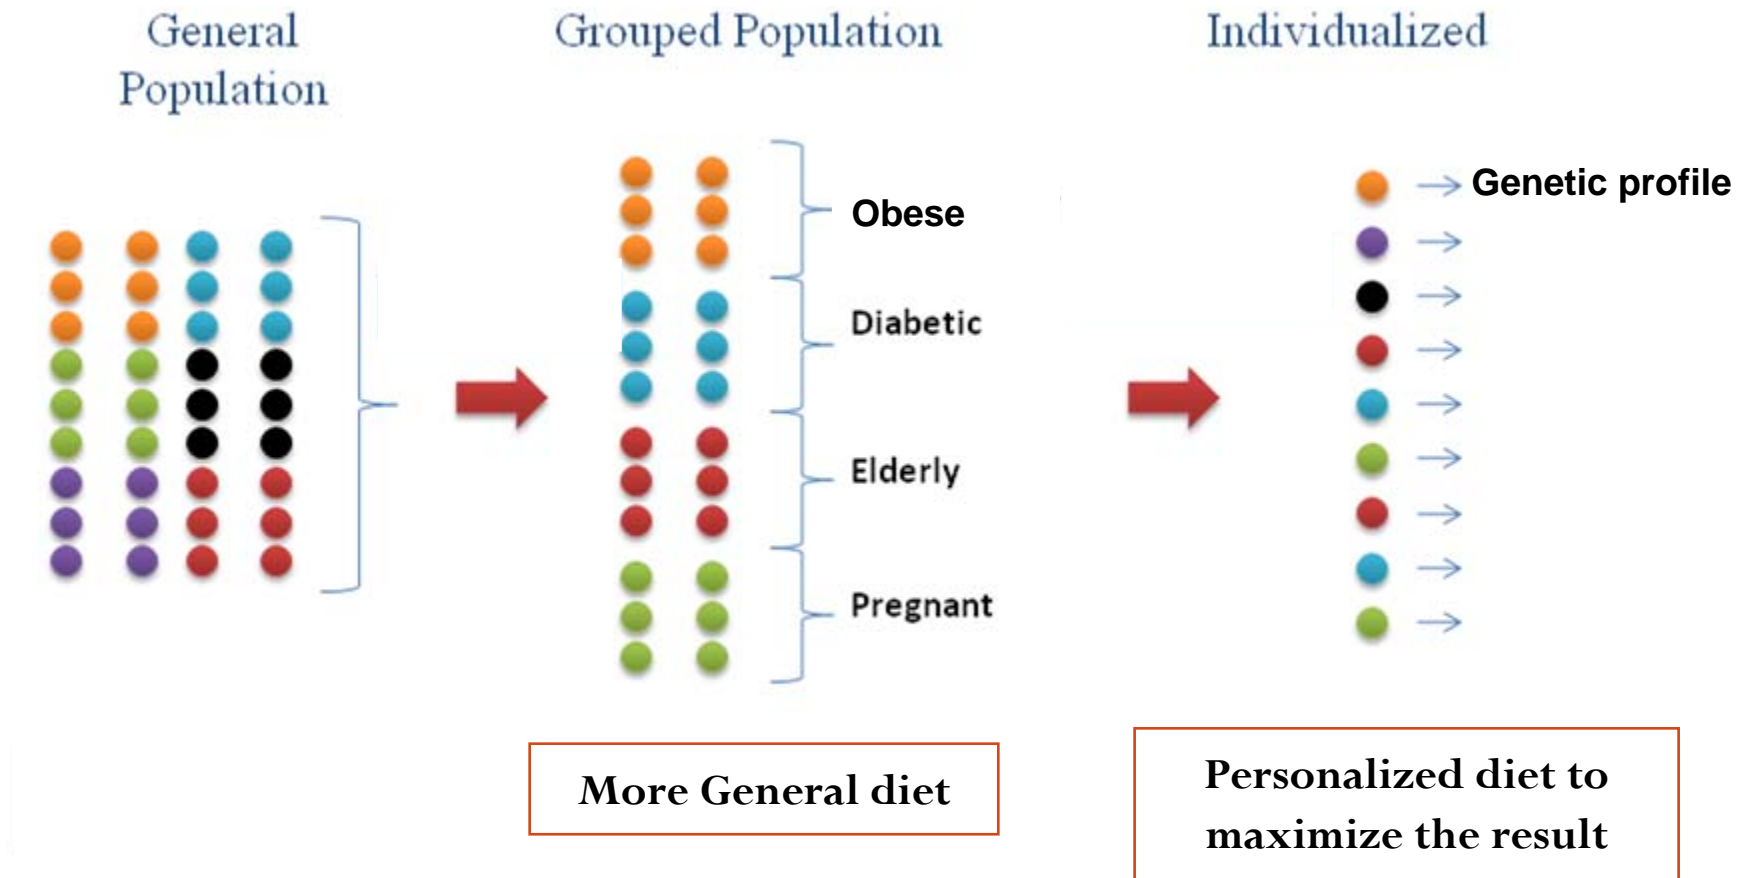 General
Population
Grouped Population
Individualized
Obese
Diabetic
Elderly
Pregnant
Genetic profile
More General diet
Personalized diet to
maximize the result